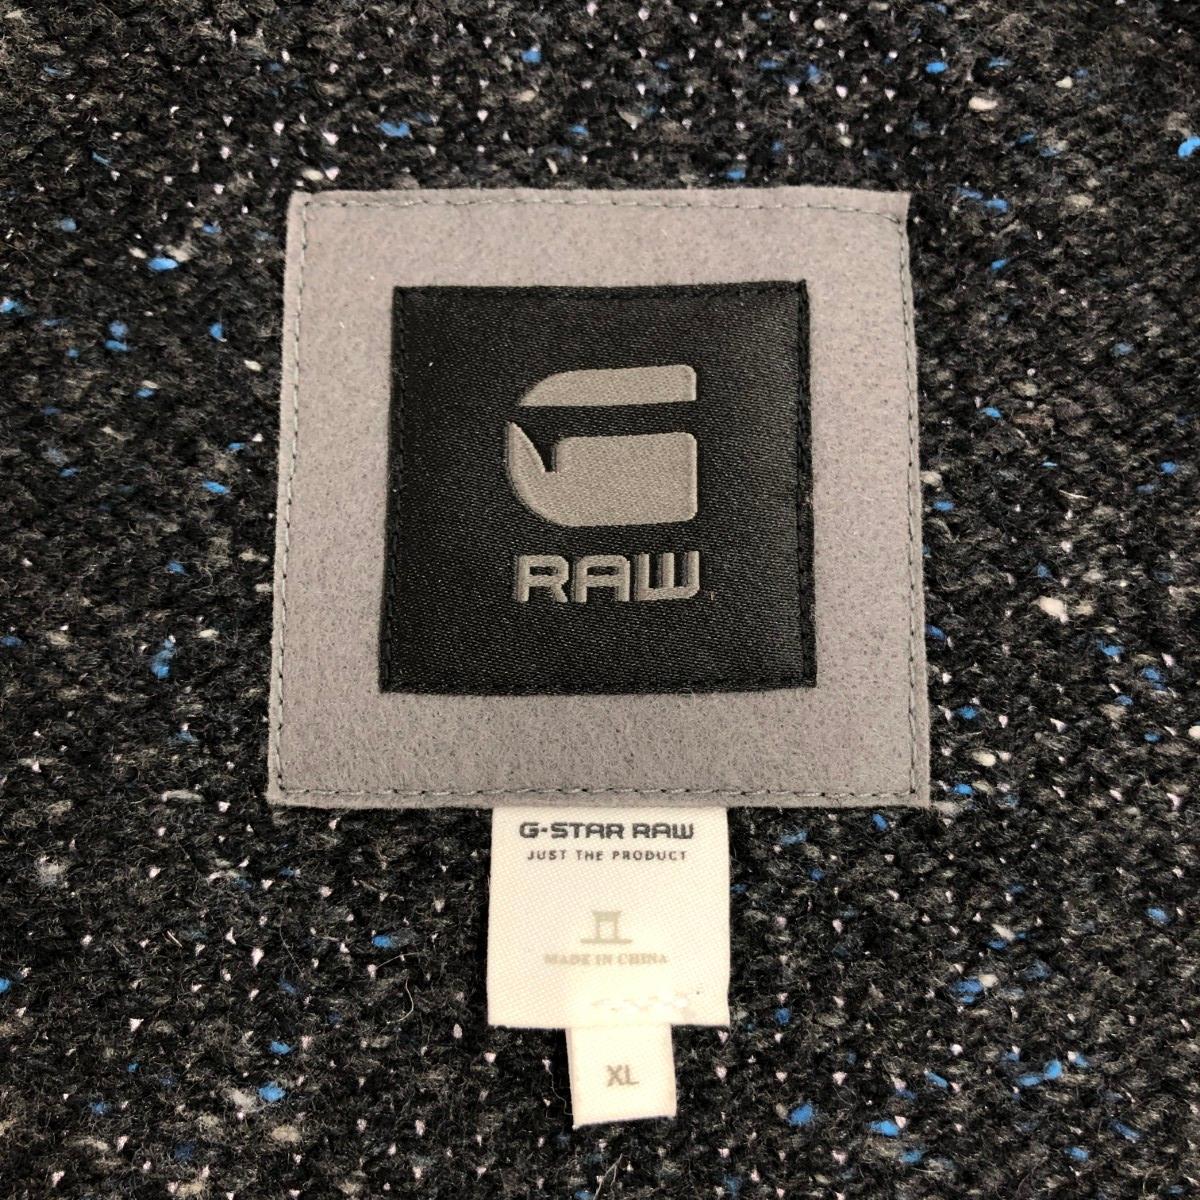 RAW
G-STAR RAW
JUST THE PRODUCT
MADE IN CHINA
XL